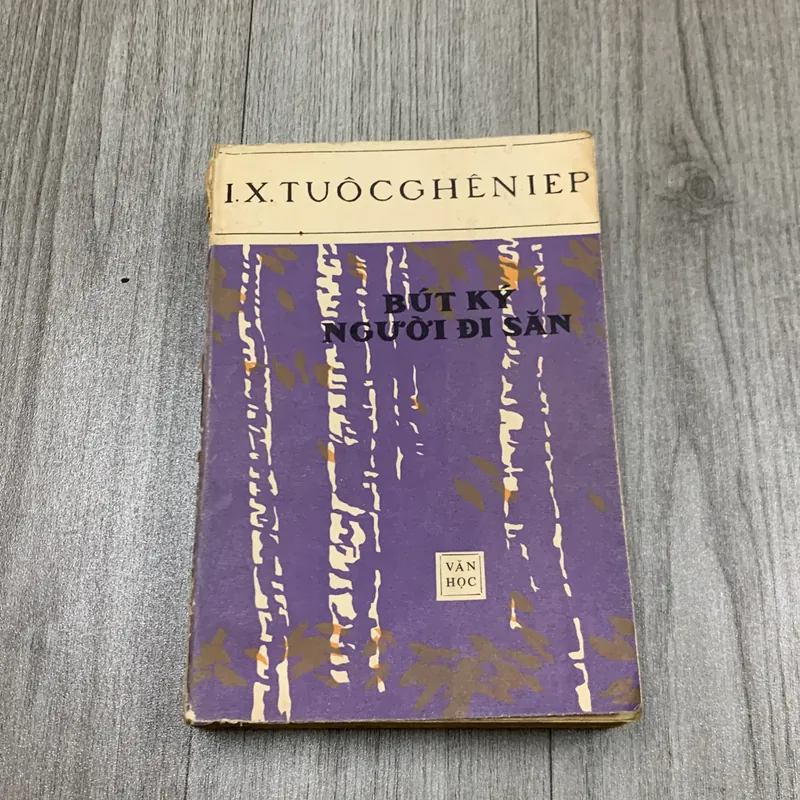 I.X.TUÔCGHÊNIEP
BÚT KÝ
NGƯỜI ĐI SĂN
VĂN
HỌC